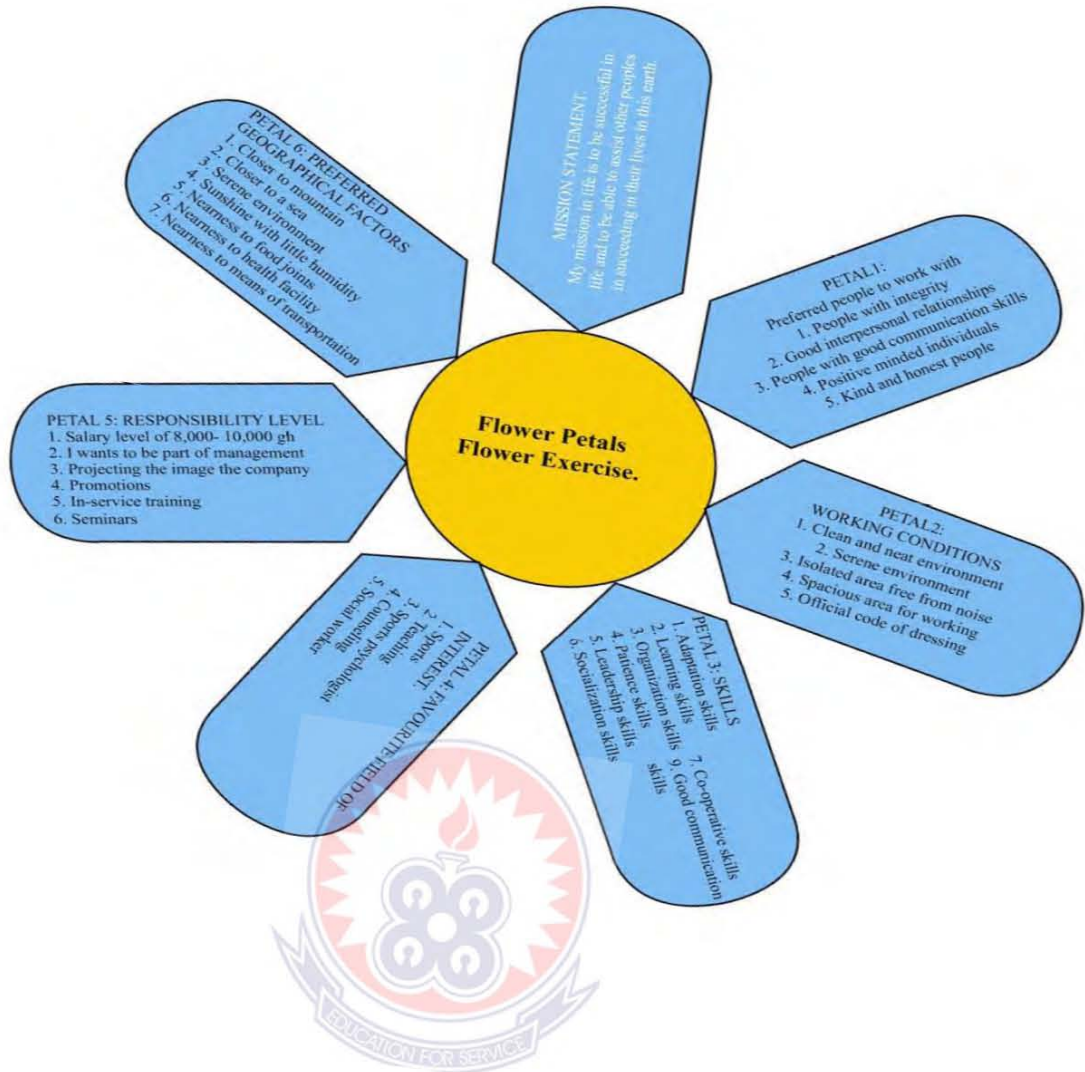 Flower Petals
Flower Exercise.
MISSION STATEMENT.
My mission in life is to be successful in
life and to be able to assist other peoples
in succeeding in their lives in this earth.
PETAL1:
Preferred people to work with
1. People with integrity
2. Good interpersonal relationships
3. People with good communication skills
4. Positive minded individuals
5. Kind and honest people
PETAL2:
WORKING CONDITIONS
1. Clean and neat environment
2. Serene environment
3. Isolated area free from noise
4. Spacious area for working
5. Official code of dressing
PETAL 3: SKILLS
1. Adaptation skills
2. Learning skills
3. Organization skills
4. Patience skills
5. Leadership skills
6. Socialization skills
7. Co-operative skills
9. Good communication
skills
PETAL 4: FAVOURITE FIELD OF
INTEREST.
1. Sports
2. Teaching
3. Sports psychologist
4. Counseling
5. Social worker
PETAL 5: RESPONSIBILITY LEVEL
1. Salary level of 8,000- 10,000 gh
2. I wants to be part of management
3. Projecting the image the company
4. Promotions
5. In-service training
6. Seminars
PETAL 6: PREFERRED
GEOGRAPHICAL FACTORS
1. Closer to mountain
2. Closer to a sea
3. Serene environment
4. Sunshine with little humidity
5. Nearness to food joints
6. Nearness to health facility
7. Nearness to means of transportation
EDUCATION FOR SERVICE